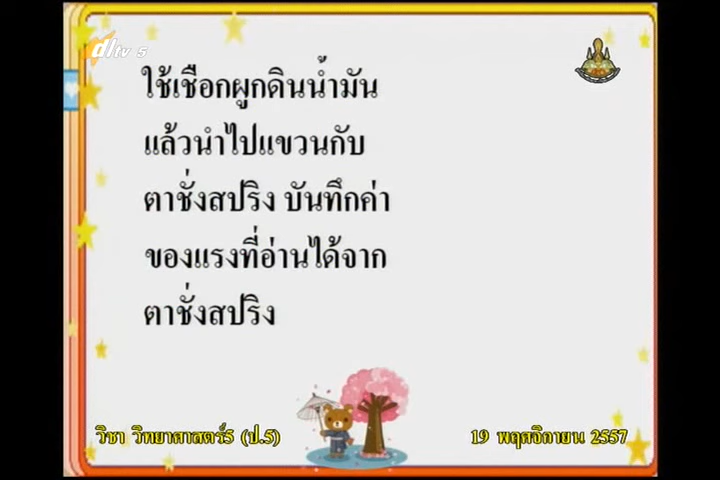 dltv 5
ใช้เชือกผูกดินน้ำมัน
แล้วนำไปแขวนกับ
ตาชั่งสปริง บันทึกค่า
ของแรงที่อ่านได้จาก
ตาชั่งสปริง
วิชา วิทยาศาสตร์5 (ป.5)
19 พฤศจิกายน 2557